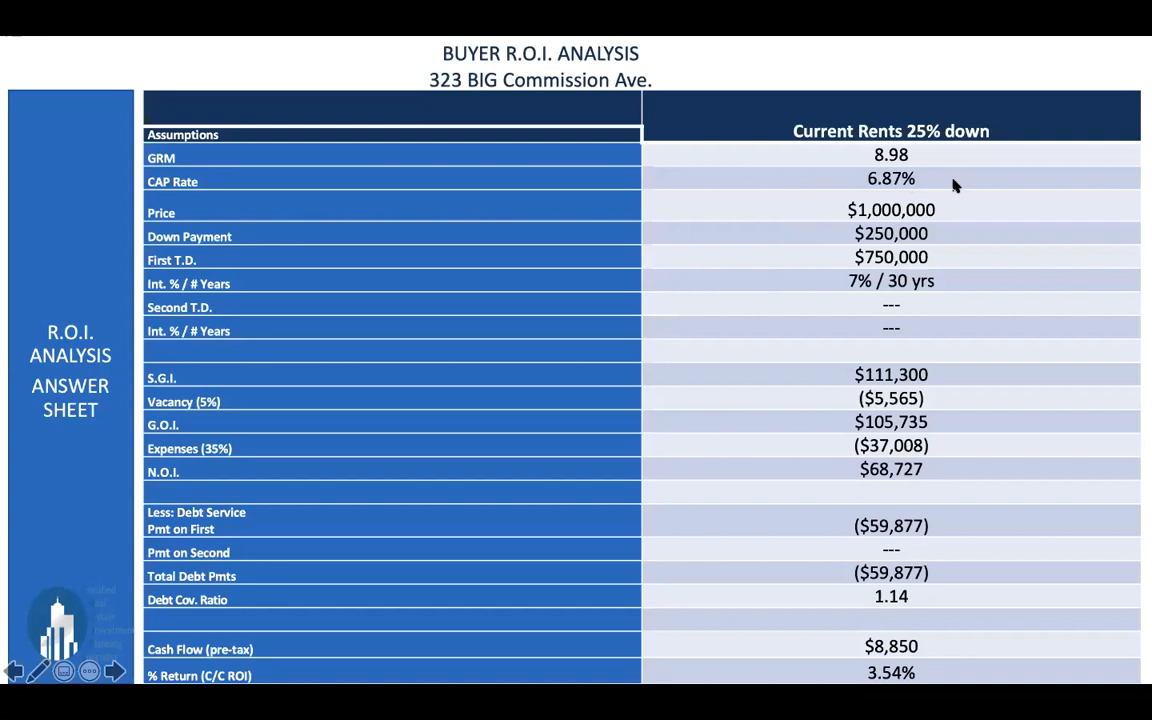 BUYER R.O.I. ANALYSIS
323 BIG Commission Ave.
R.O.I.
ANALYSIS
ANSWER
SHEET
Assumptions Current Rents 25% down
GRM 8.98
CAP Rate 6.87%
Price $1,000,000
Down Payment $250,000
First T.D. $750,000
Int. % / # Years 7% / 30 yrs
Second T.D. ---
Int. % / # Years ---
S.G.I. $111,300
Vacancy (5%) ($5,565)
G.O.I. $105,735
Expenses (35%) ($37,008)
N.O.I. $68,727
Less: Debt Service
Pmt on First ($59,877)
Pmt on Second ---
Total Debt Pmts ($59,877)
Debt Cov. Ratio 1.14
Cash Flow (pre-tax) $8,850
% Return (C/C ROI) 3.54%